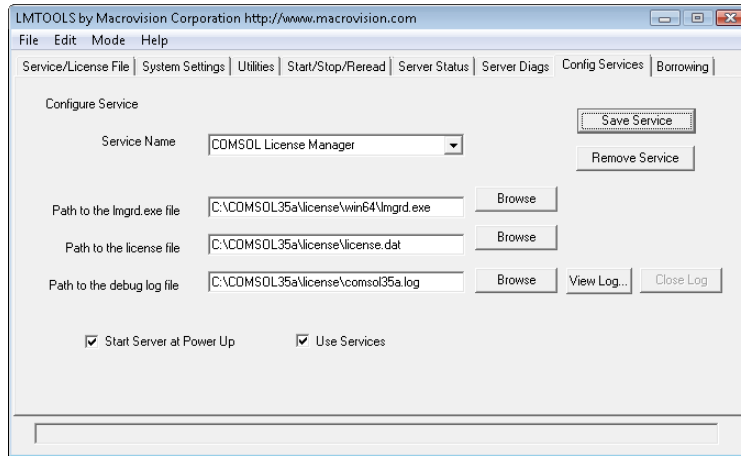 LMTOOLS by Macrovision Corporation http://www.macrovision.com
File Edit Mode Help
Service/License File System Settings Utilities Start/Stop/Reread Server Status Server Diags Config Services Borrowing
Configure Service
Save Service
Service Name COMSOL License Manager
Remove Service
Path to the lmgrd.exe file C:\COMSOL35a\license\win64\lmgrd.exe Browse
Path to the license file C:\COMSOL35a\license\license.dat Browse
Path to the debug log file C:\COMSOL35a\license\comsol35a.log Browse View Log... Close Log
Start Server at Power Up Use Services